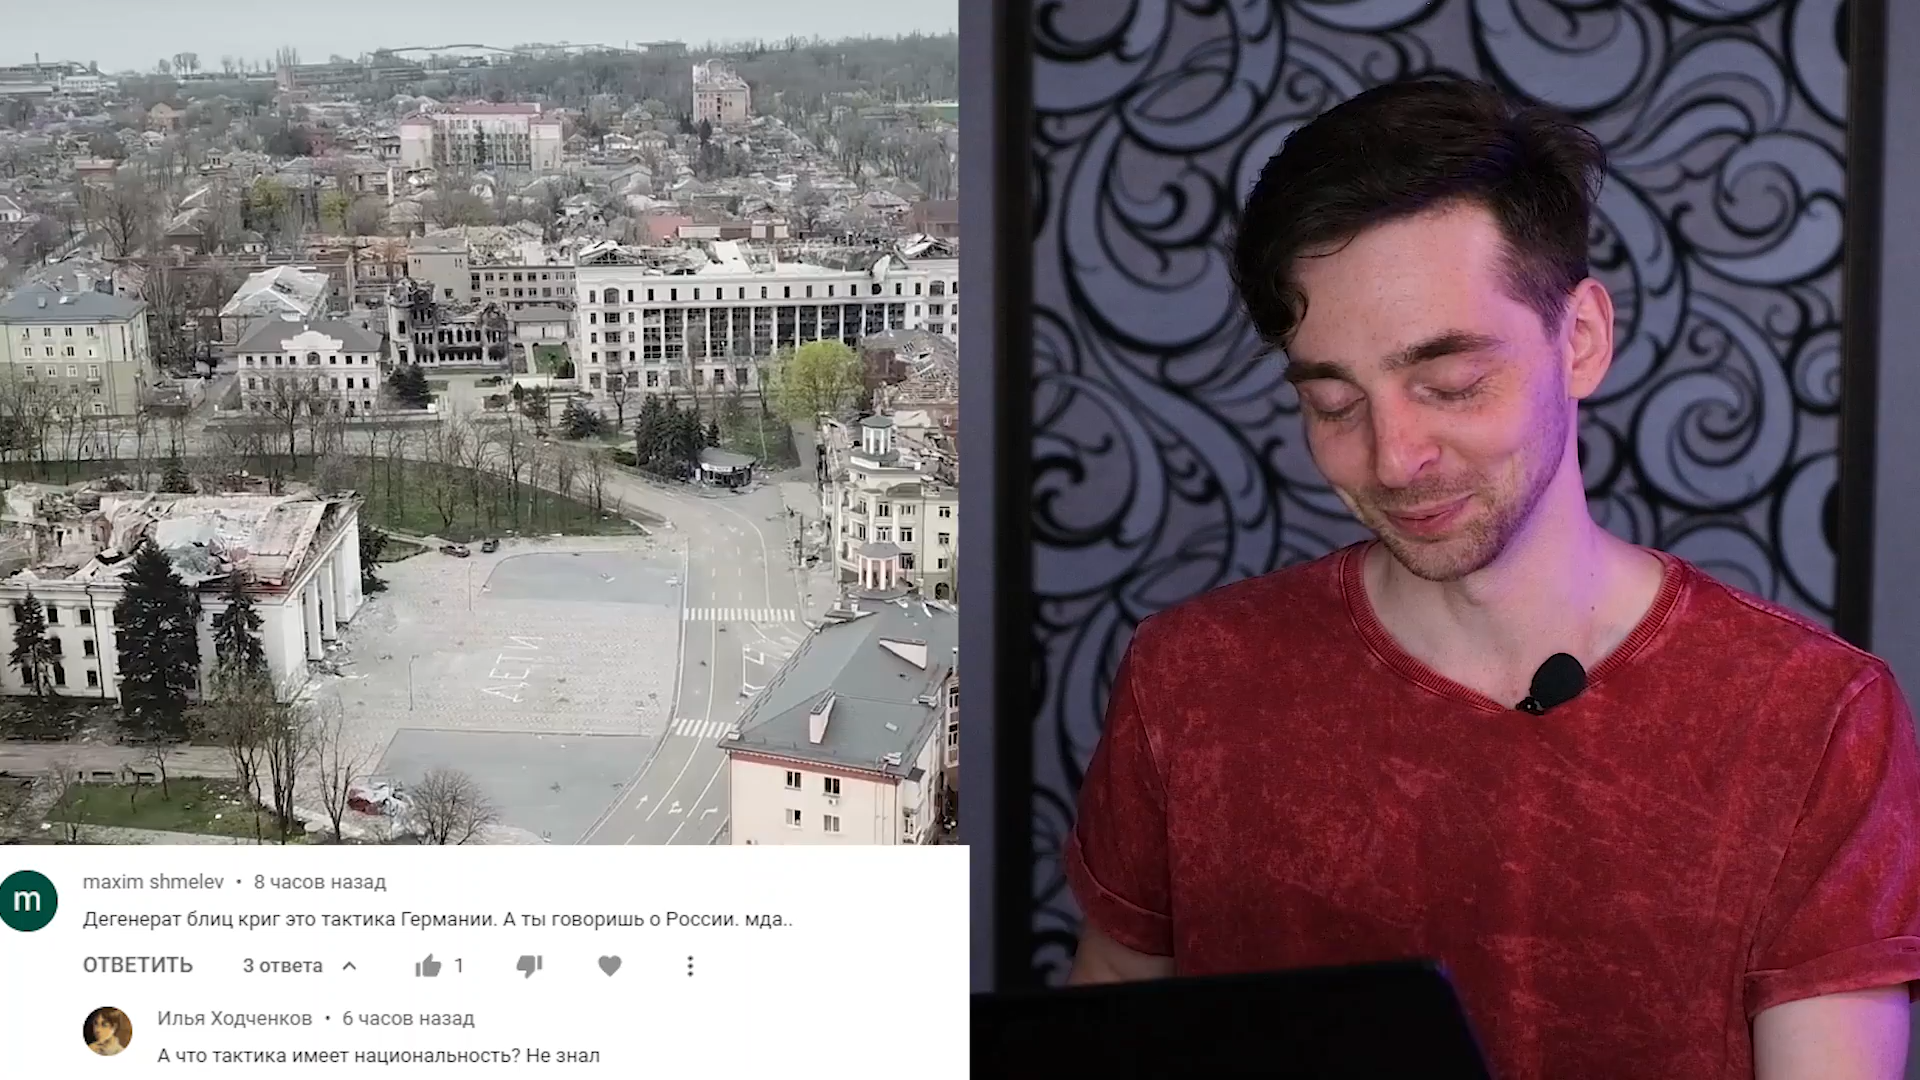 ДЕТИ
maxim shmelev • 8 часов назад
Дегенерат блиц криг это тактика Германии. А ты говоришь о России. мда..
ОТВЕТИТЬ 3 ответа 1
Илья Ходченков • 6 часов назад
А что тактика имеет национальность? Не знал
m